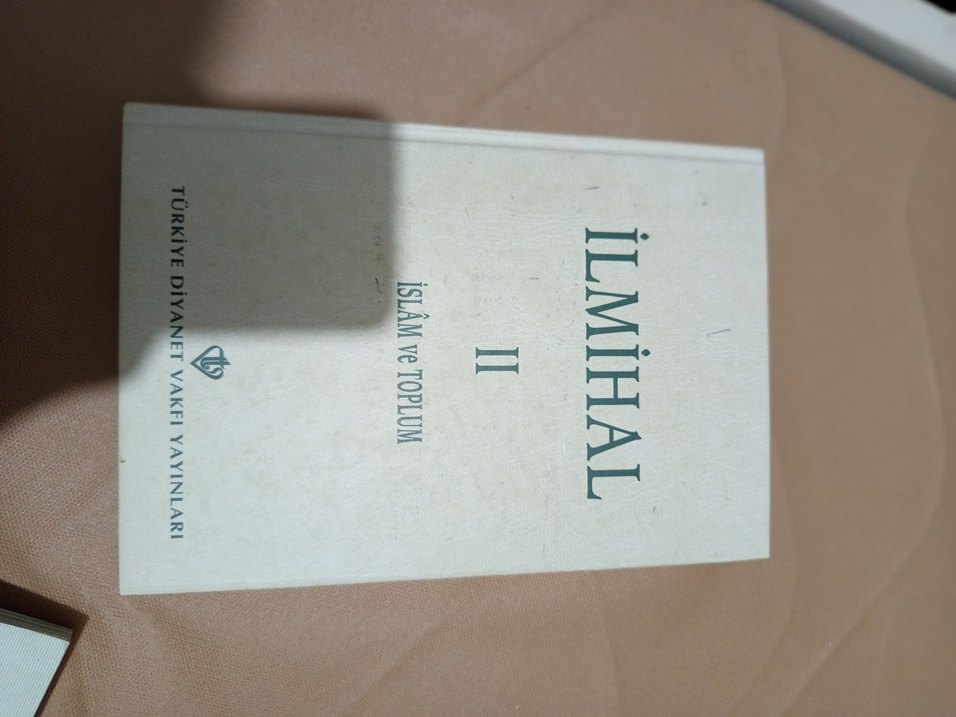 İLMİHAL
II
İSLÂM ve TOPLUM
TÜRKİYE DİYANET VAKFI YAYINLARI